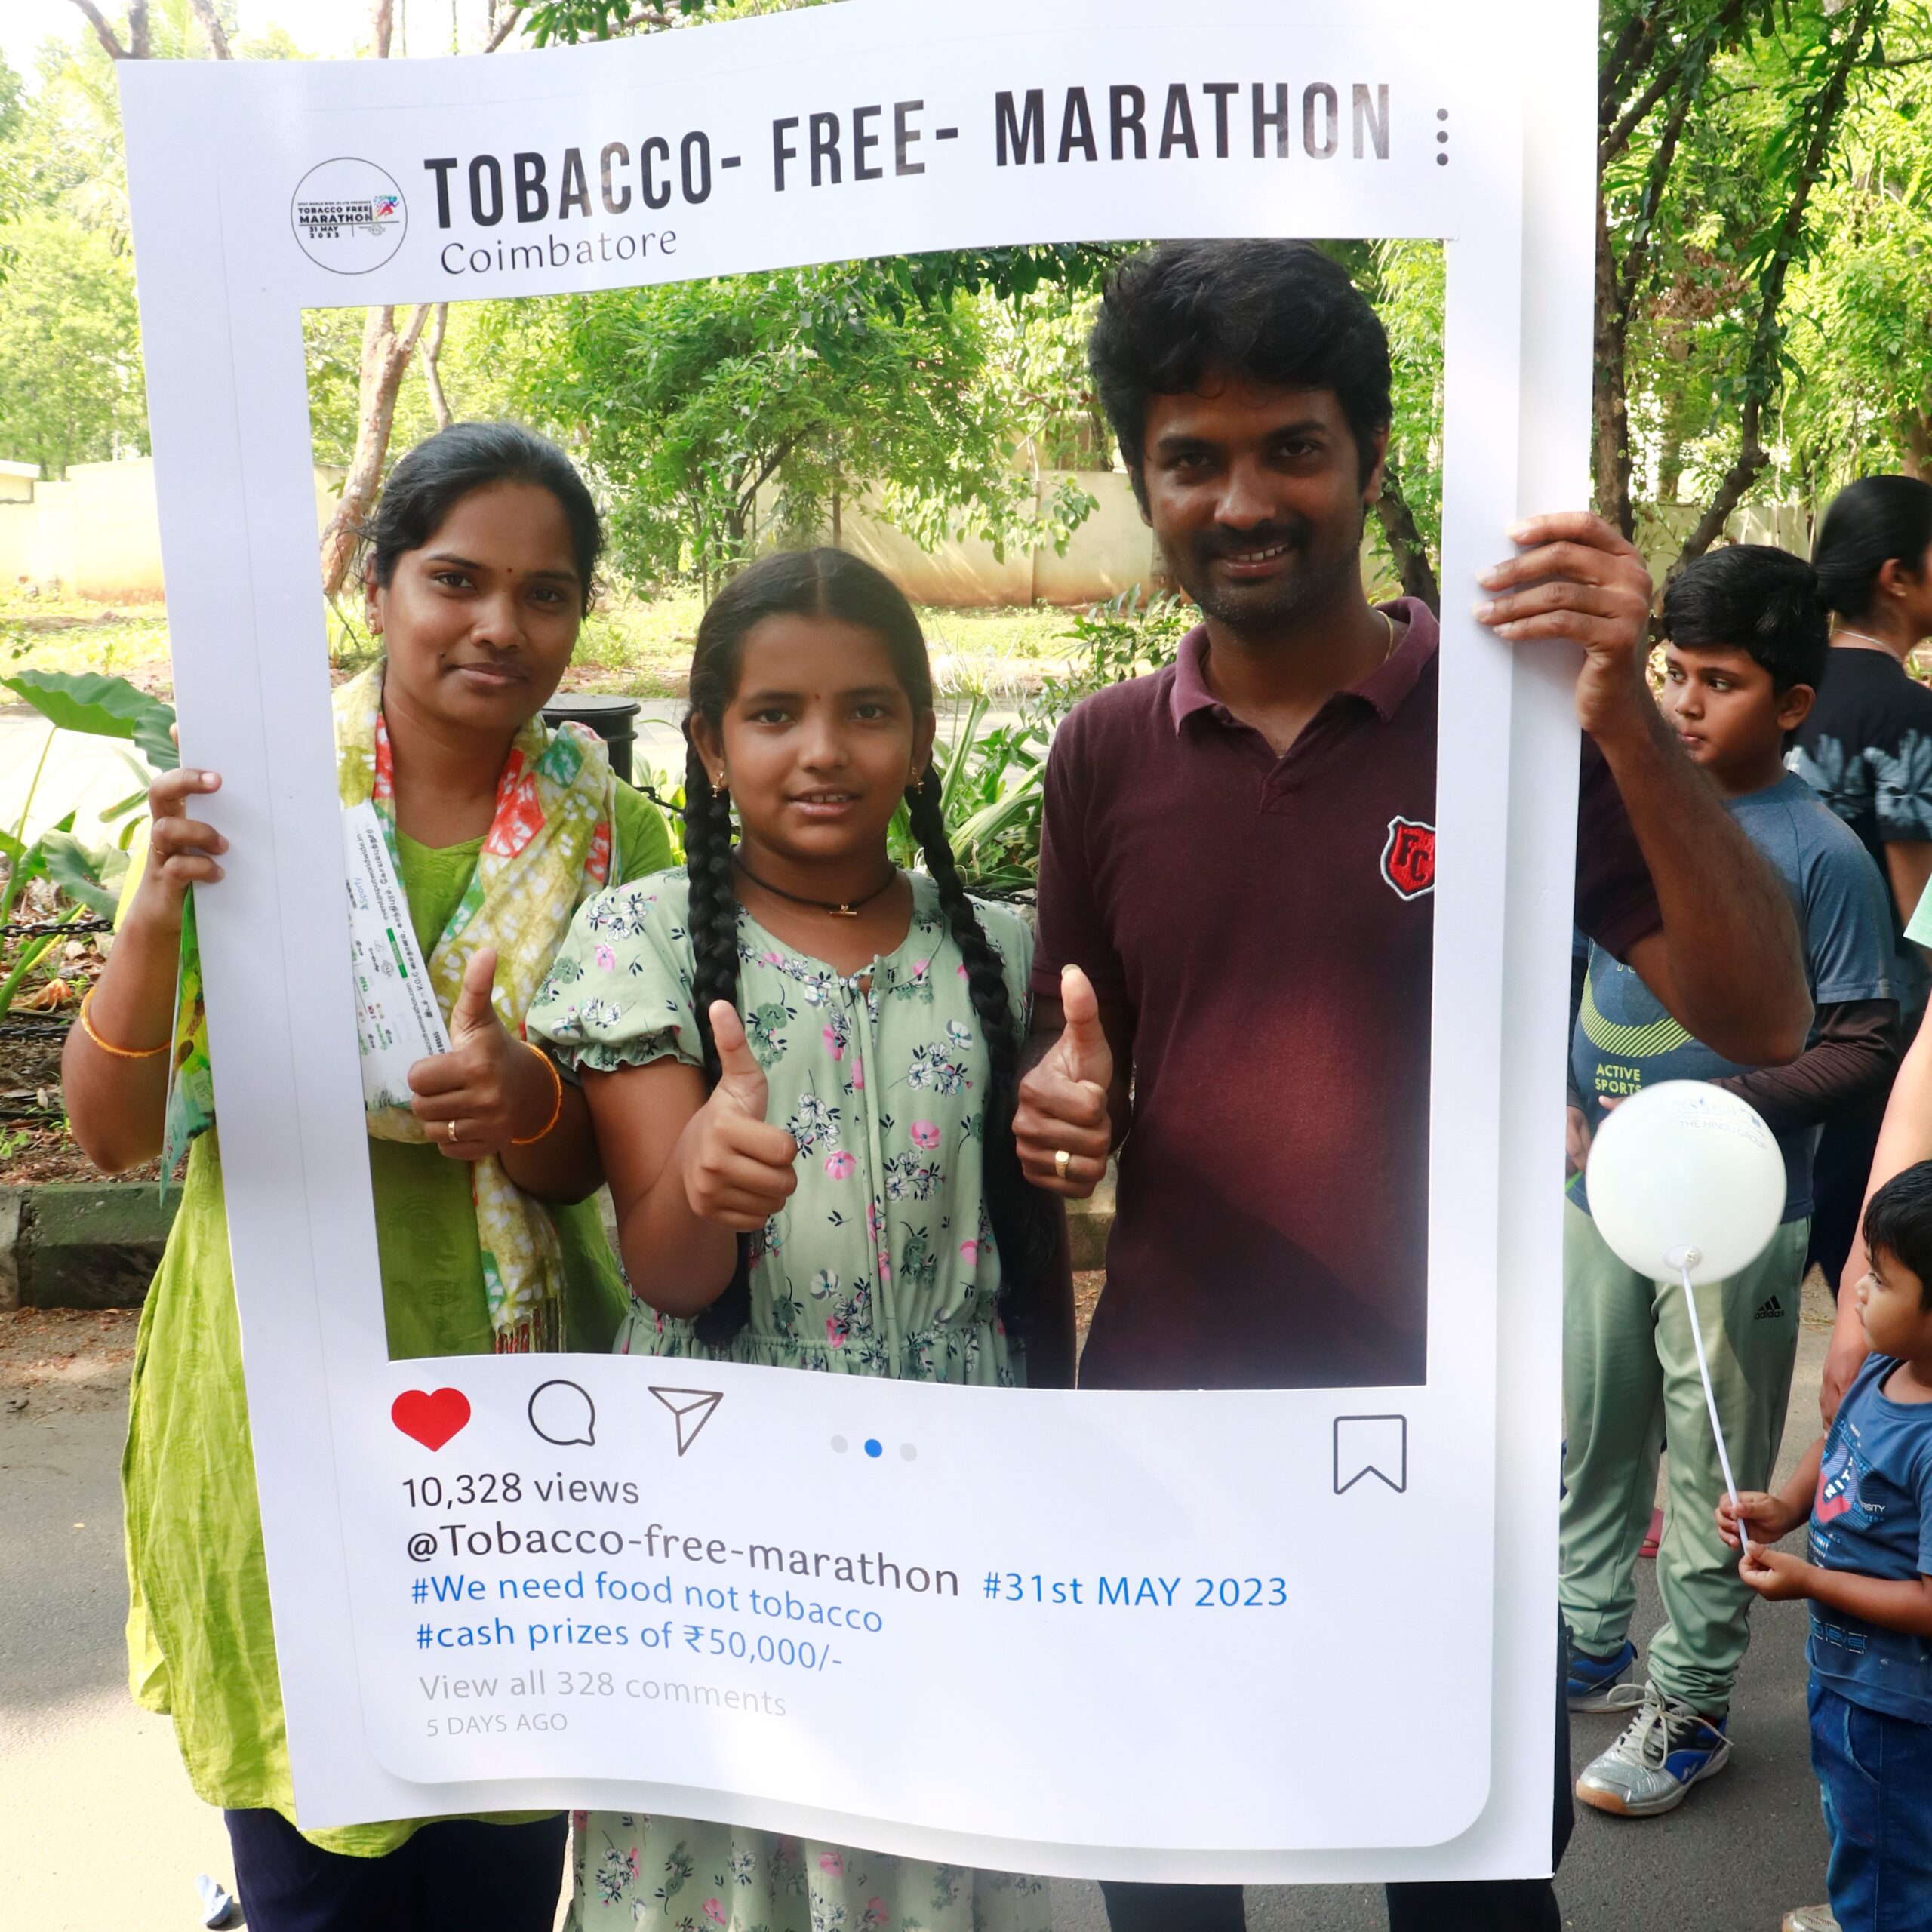 TOBACCO- FREE- MARATHON
Coimbatore
TOBACCO FREE
MARATHON
31 MAY
2023
FC
ACTIVE
SPORTS
THE HINDU GROUP
adidas
10,328 views
@Tobacco-free-marathon #31st MAY 2023
#We need food not tobacco
#cash prizes of ₹50,000/-
View all 328 comments
5 DAYS AGO